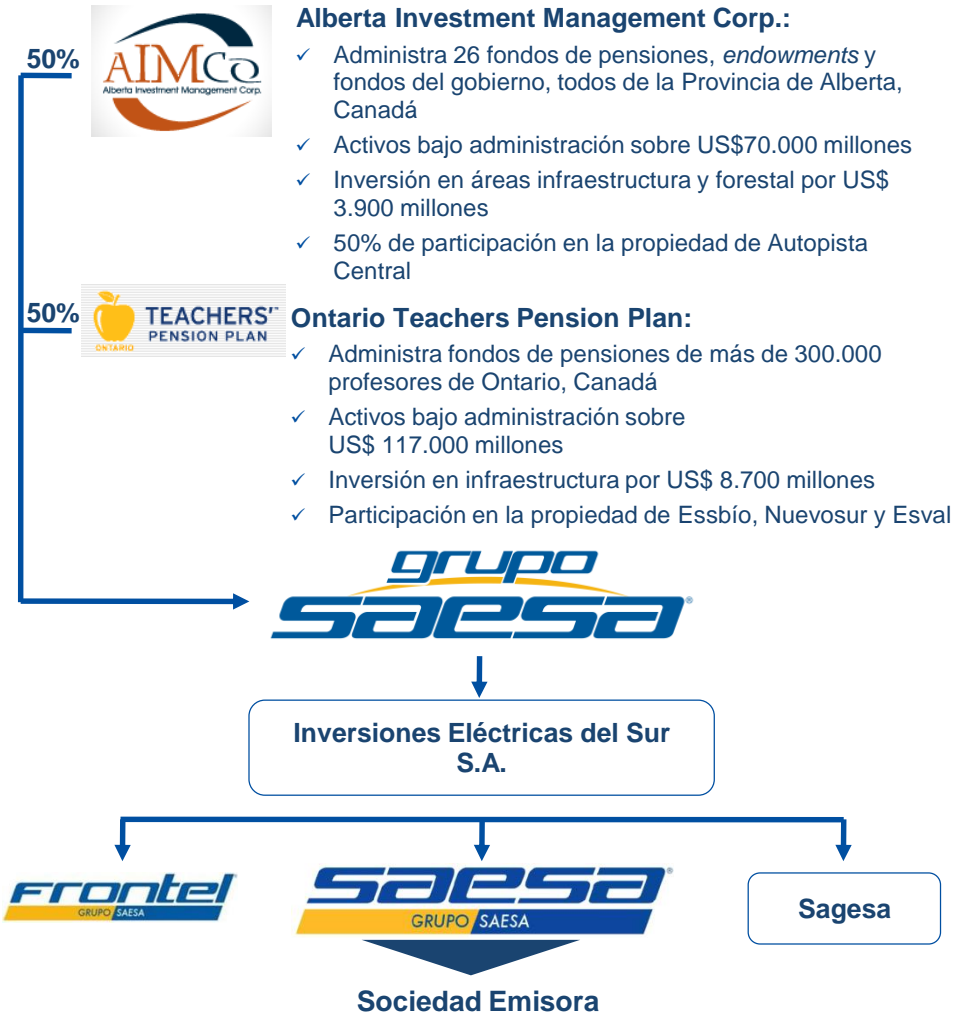 50%
AIMCo
Alberta Investment Management Corp.
Alberta Investment Management Corp.:
✓ Administra 26 fondos de pensiones, endowments y
fondos del gobierno, todos de la Provincia de Alberta,
Canadá
✓ Activos bajo administración sobre US$70.000 millones
✓ Inversión en áreas infraestructura y forestal por US$
3.900 millones
✓ 50% de participación en la propiedad de Autopista
Central
50%
ONTARIO
TEACHERS'™
PENSION PLAN
Ontario Teachers Pension Plan:
✓ Administra fondos de pensiones de más de 300.000
profesores de Ontario, Canadá
✓ Activos bajo administración sobre
US$ 117.000 millones
✓ Inversión en infraestructura por US$ 8.700 millones
✓ Participación en la propiedad de Essbío, Nuevosur y Esval
grupo
saesa®
Inversiones Eléctricas del Sur
S.A.
Frontel
GRUPO SAESA
saesa
GRUPO SAESA
Sagesa
Sociedad Emisora